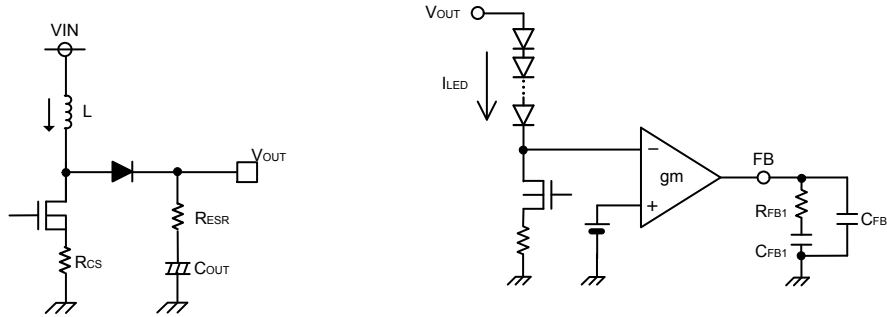 VIN
L
VOUT
RESR
RCS
COUT
VOUT
ILED
−
gm
+
FB
RFB1
CFB1
CFB